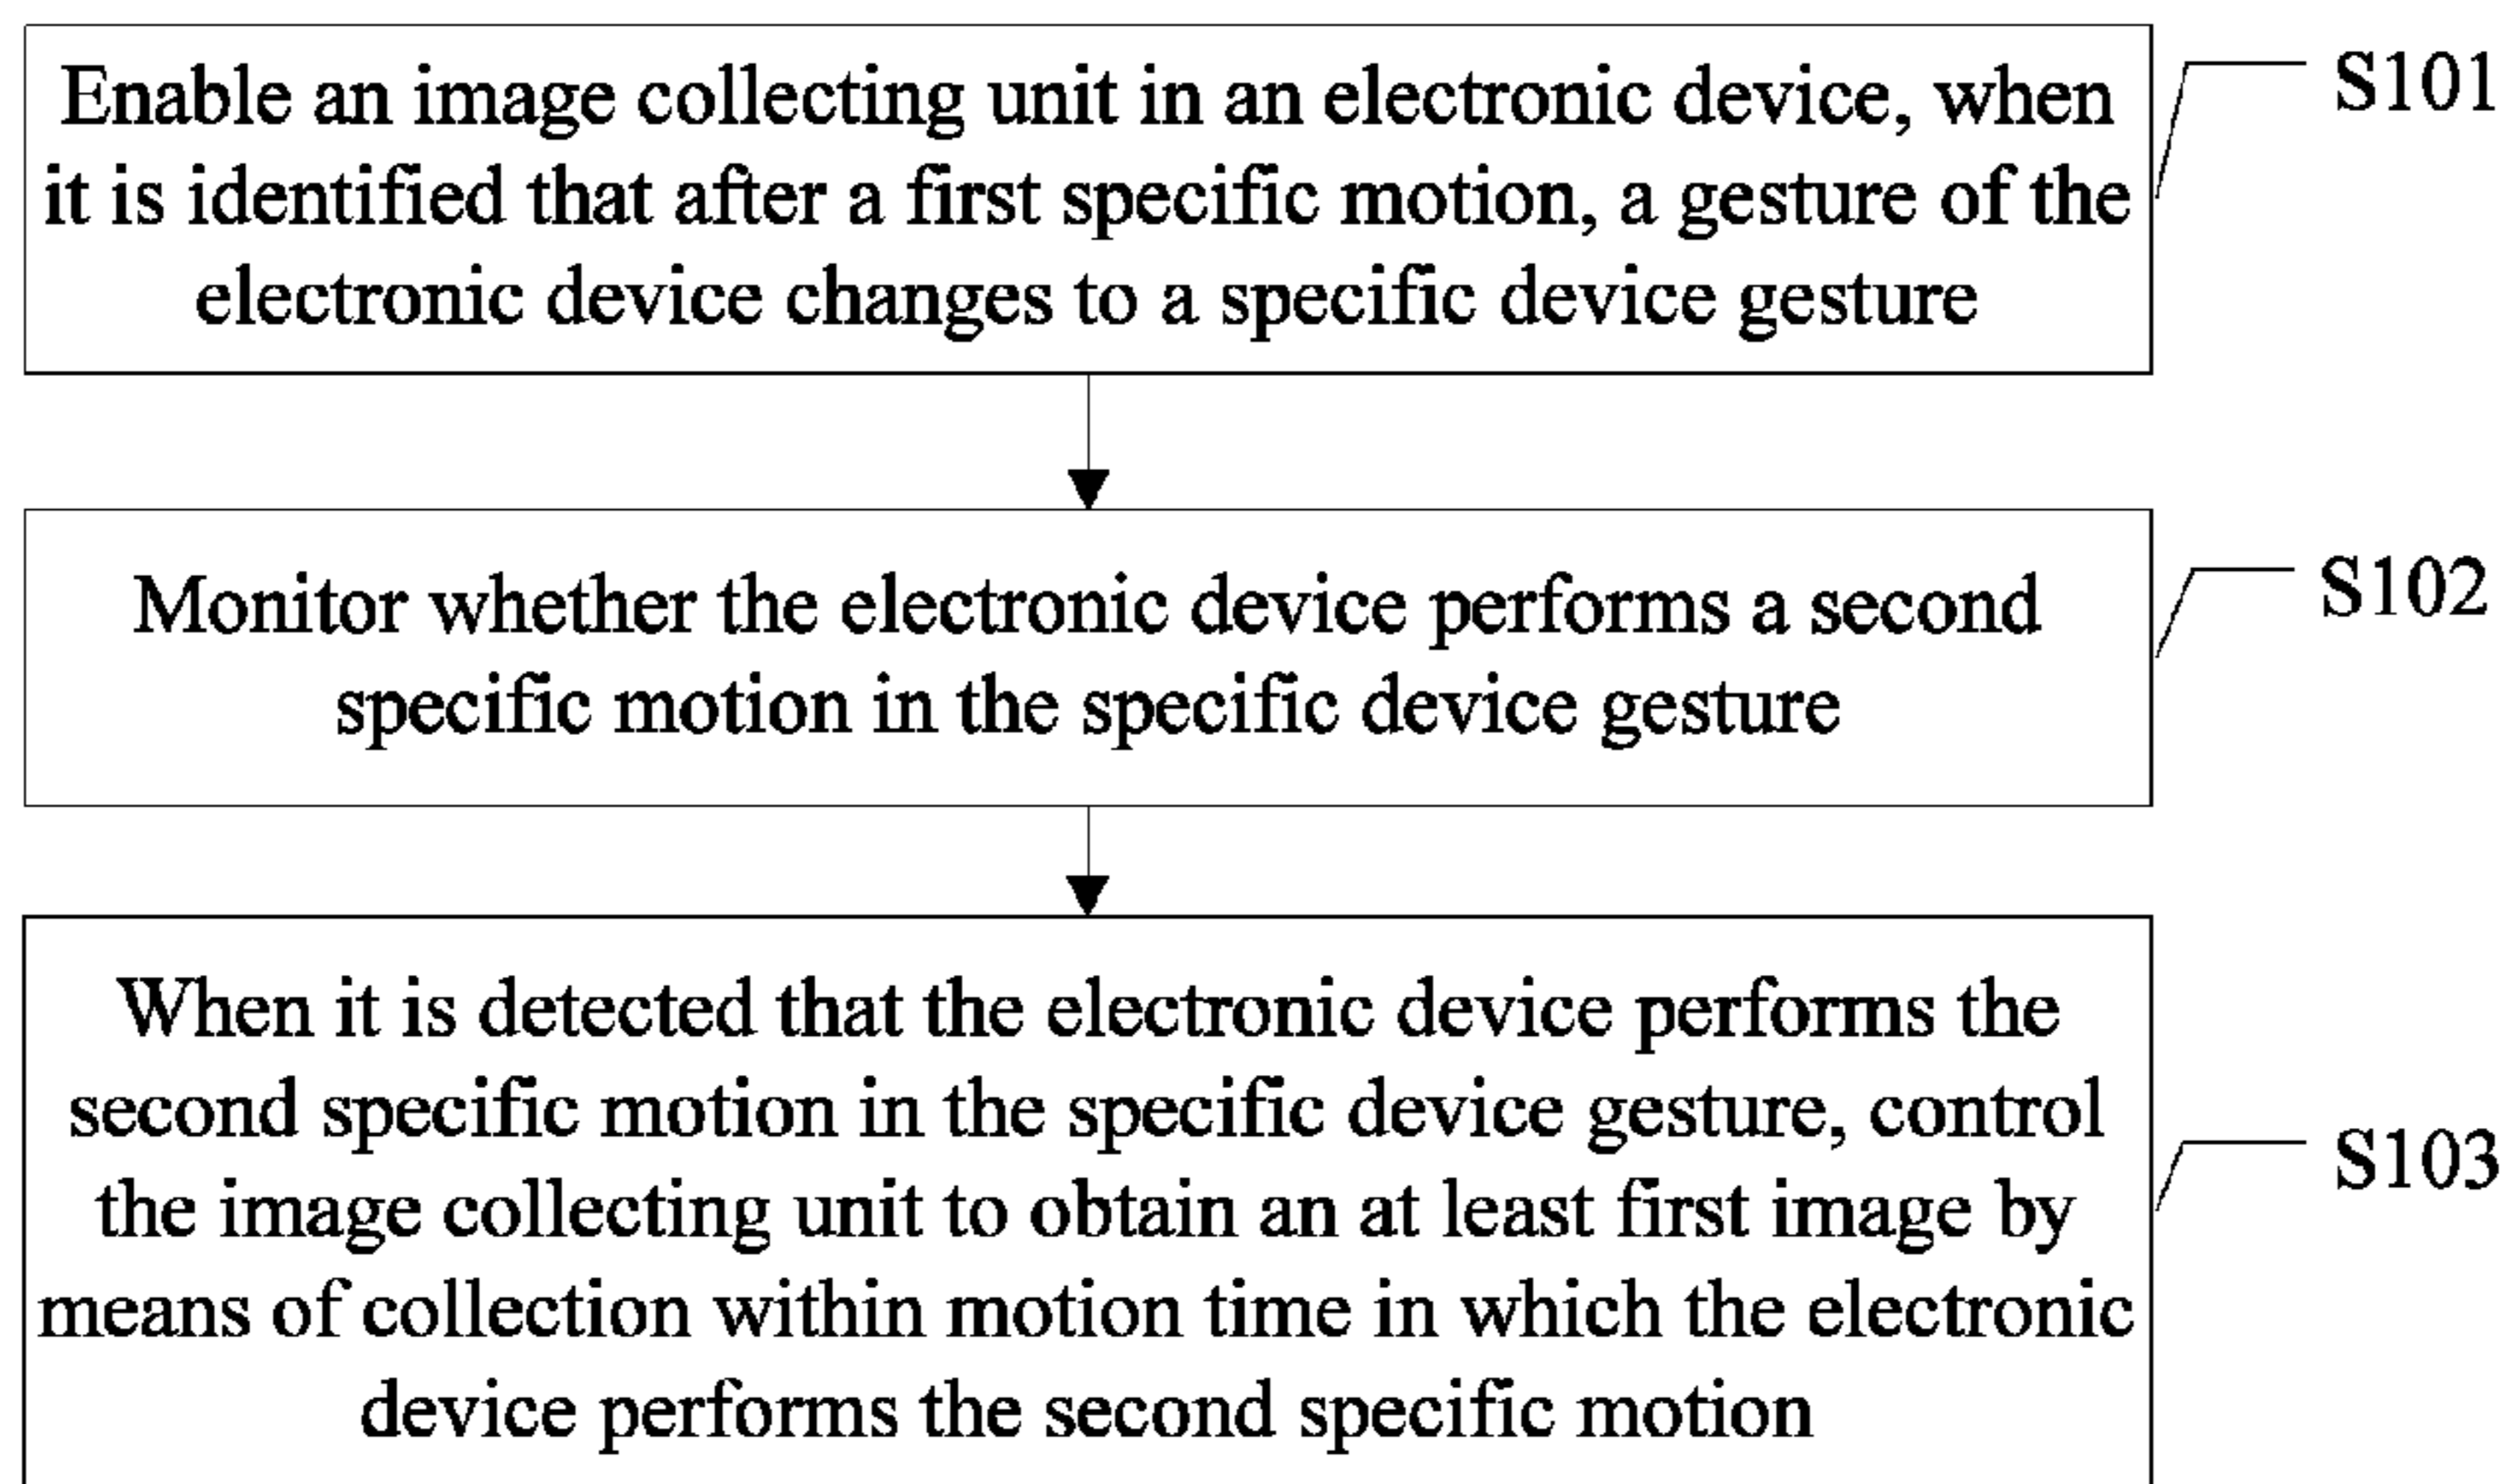 Enable an image collecting unit in an electronic device, when
it is identified that after a first specific motion, a gesture of the
electronic device changes to a specific device gesture
S101
Monitor whether the electronic device performs a second
specific motion in the specific device gesture
S102
When it is detected that the electronic device performs the
second specific motion in the specific device gesture, control
the image collecting unit to obtain an at least first image by
means of collection within motion time in which the electronic
device performs the second specific motion
S103